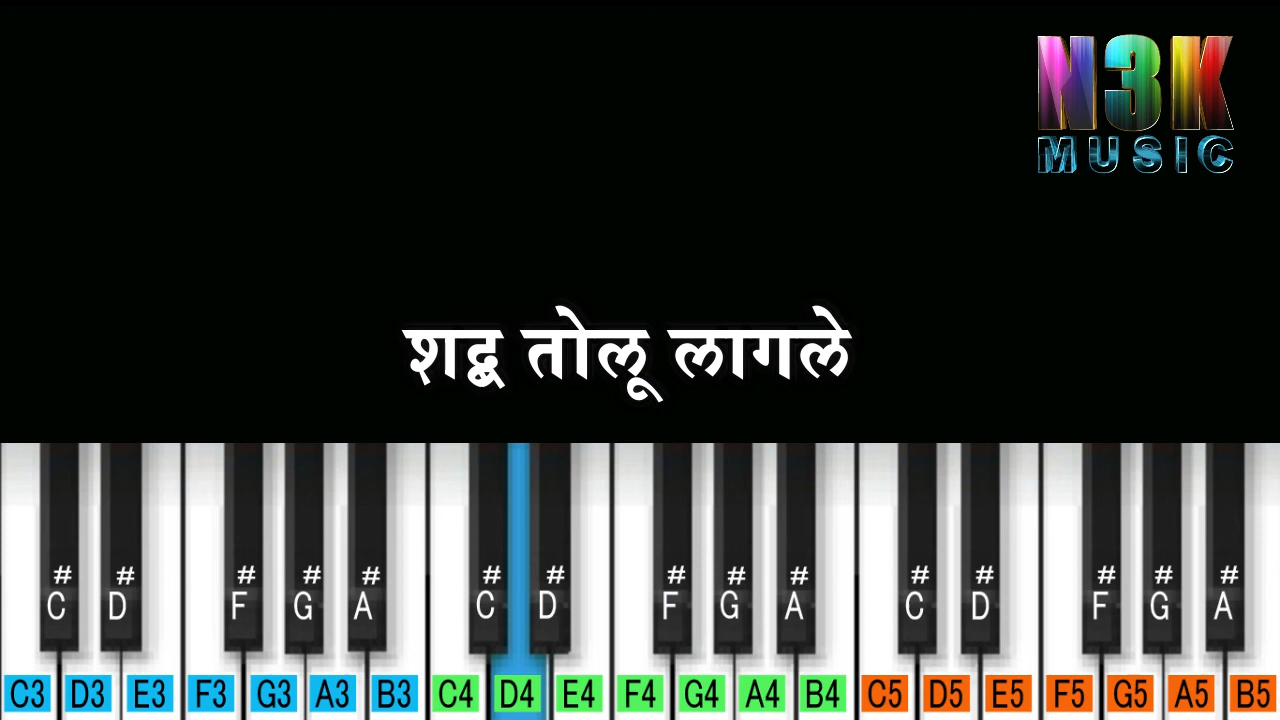 N3K
MUSIC
शद्ब तोलू लागले
# # # # # # # # # # # # # # #
C D F G A C D F G A C D F G A
C3 D3 E3 F3 G3 A3 B3 C4 D4 E4 F4 G4 A4 B4 C5 D5 E5 F5 G5 A5 B5